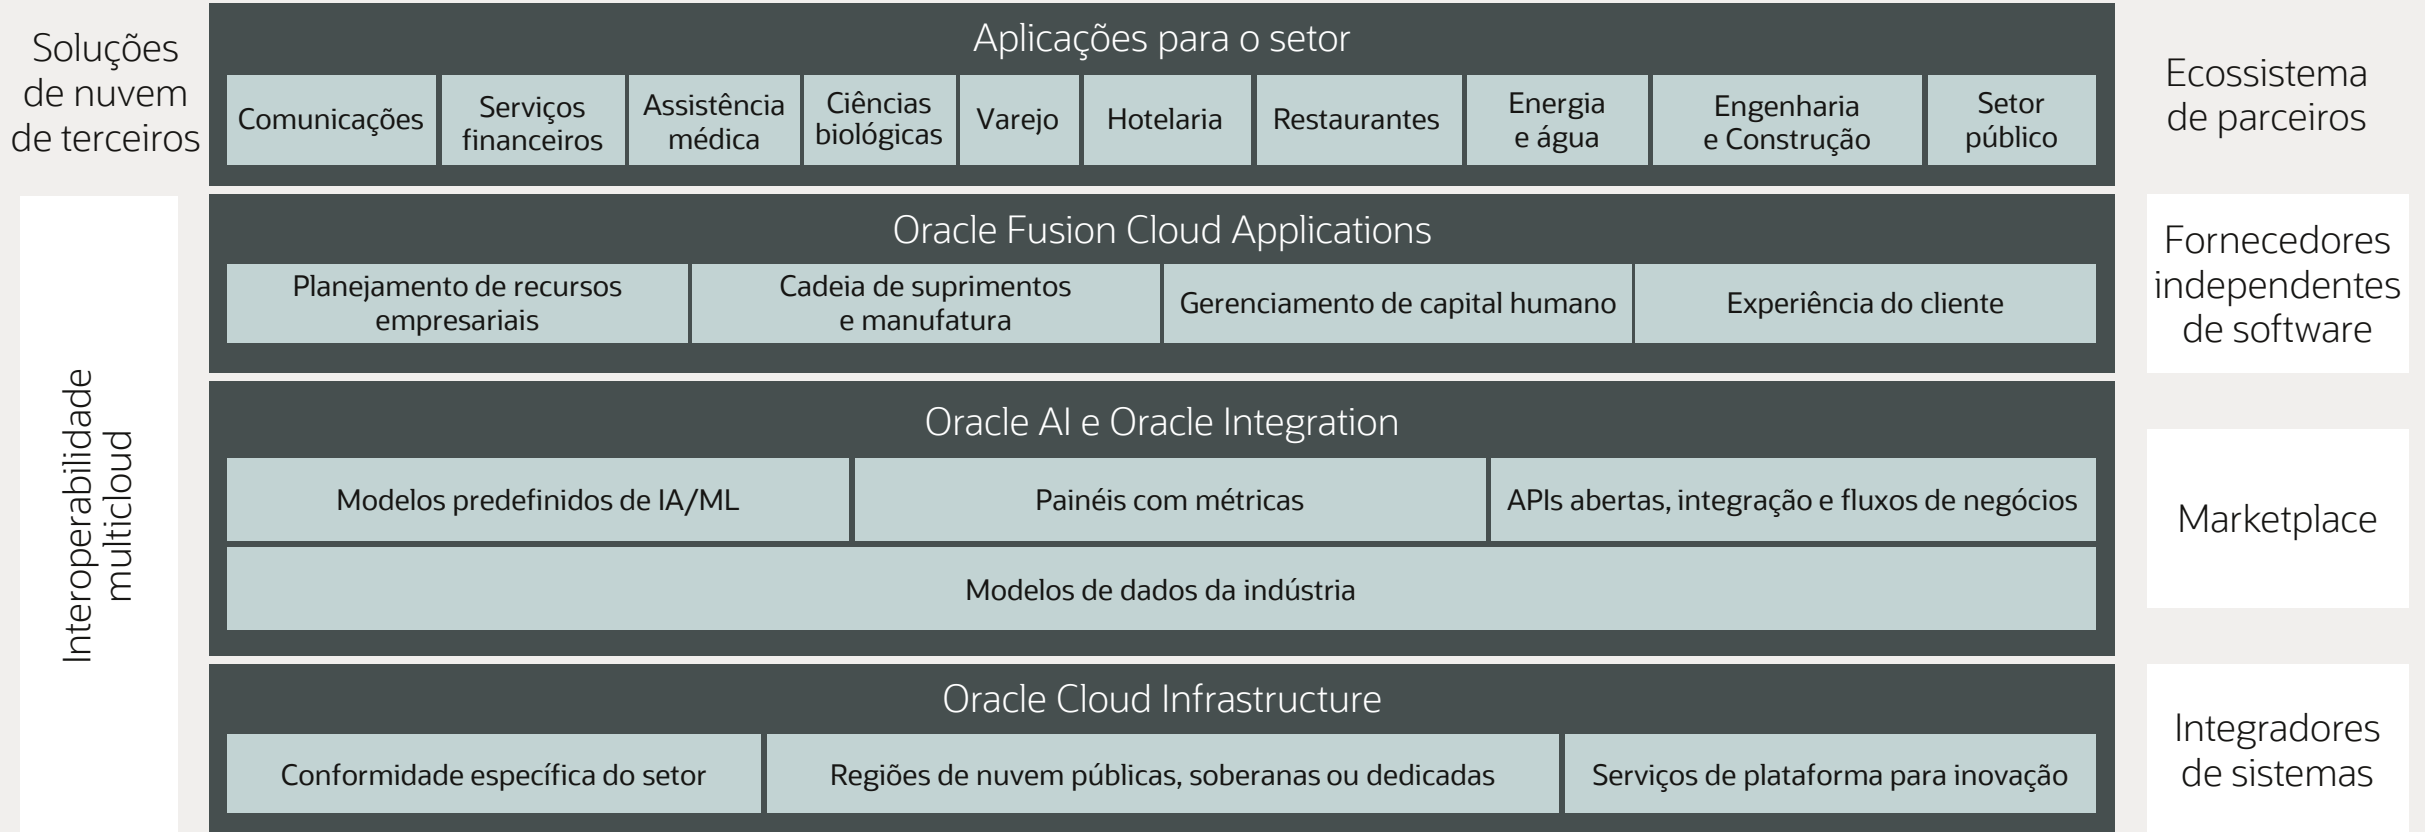 Soluções
de nuvem
de terceiros
Interoperabilidade
multicloud
Aplicações para o setor
Comunicações
Serviços
financeiros
Assistência
médica
Ciências
biológicas
Varejo
Hotelaria
Restaurantes
Energia
e água
Engenharia
e Construção
Setor
público
Oracle Fusion Cloud Applications
Planejamento de recursos
empresariais
Cadeia de suprimentos
e manufatura
Gerenciamento de capital humano
Experiência do cliente
Oracle AI e Oracle Integration
Modelos predefinidos de IA/ML
Painéis com métricas
APIs abertas, integração e fluxos de negócios
Modelos de dados da indústria
Oracle Cloud Infrastructure
Conformidade específica do setor
Regiões de nuvem públicas, soberanas ou dedicadas
Serviços de plataforma para inovação
Ecossistema
de parceiros
Fornecedores
independentes
de software
Marketplace
Integradores
de sistemas